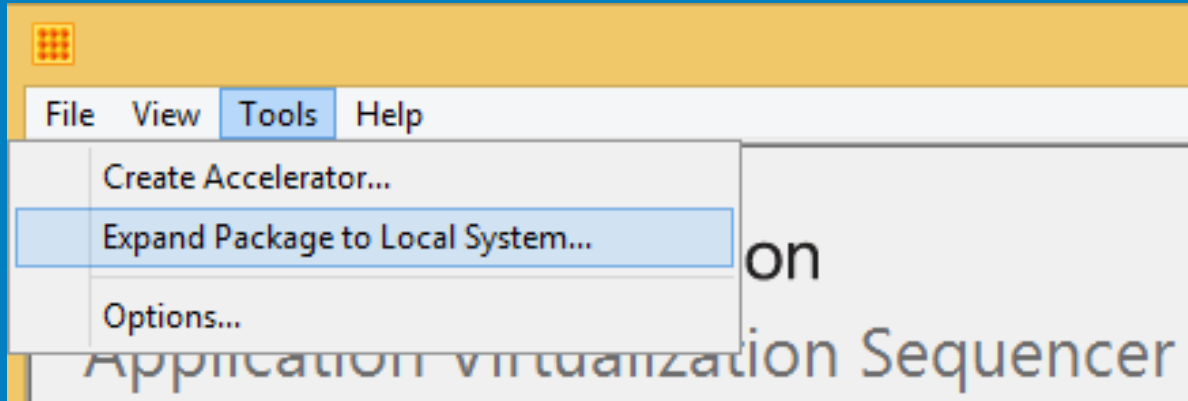 File View Tools Help
Create Accelerator...
Expand Package to Local System...
on
Options...
Application Virtualization Sequencer